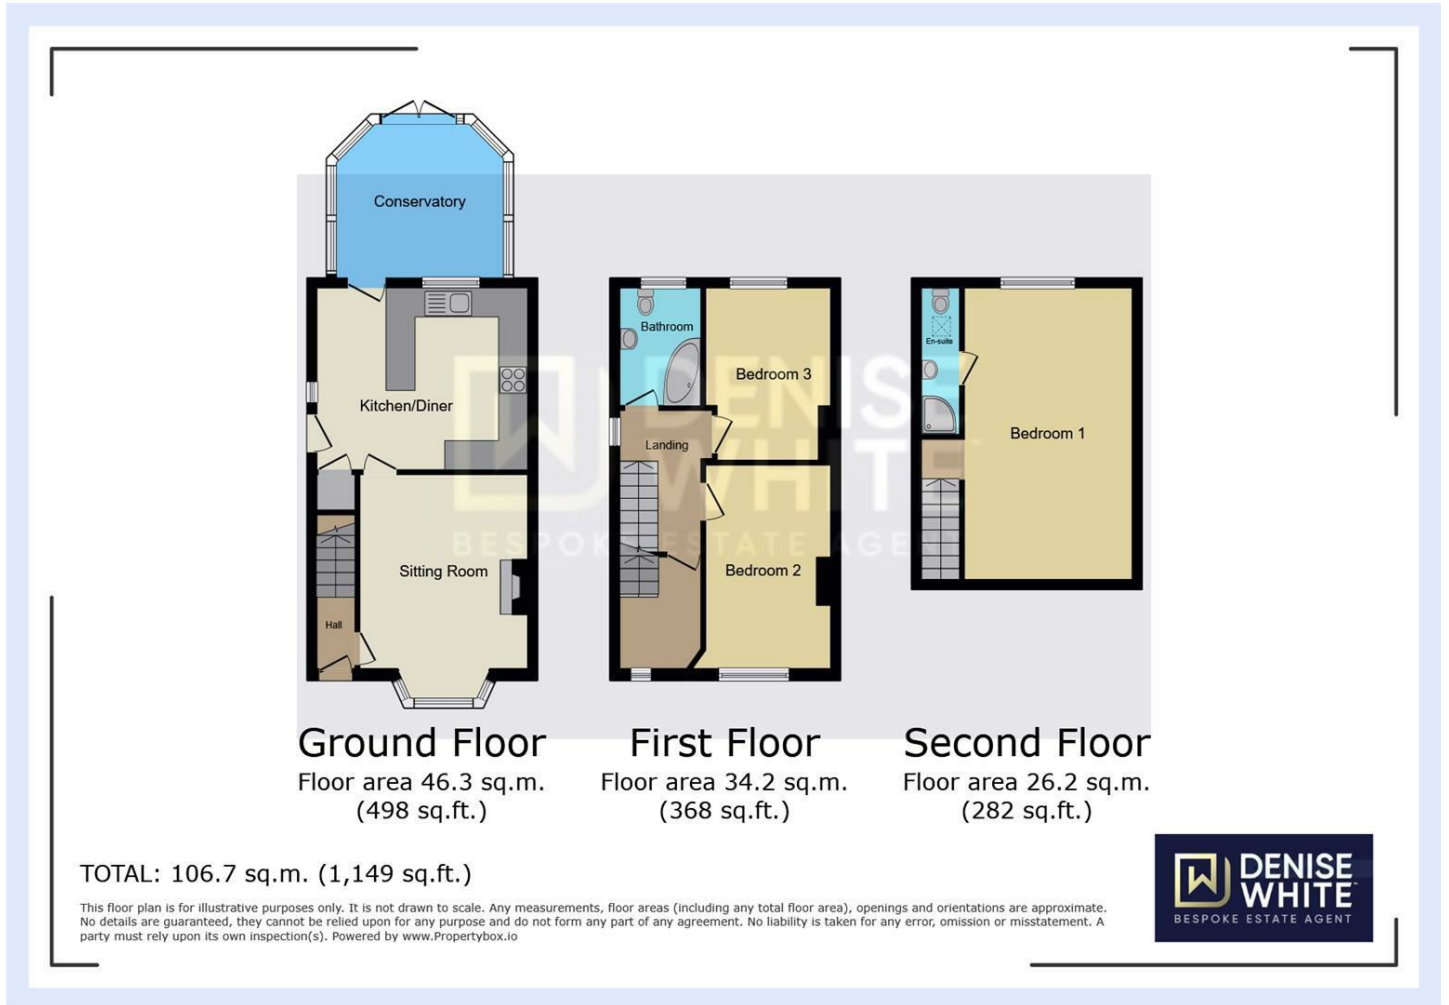 Conservatory
Kitchen/Diner
Sitting Room
Hall
Bathroom
Bedroom 3
Landing
Bedroom 2
En-suite
Bedroom 1
DENISE
WHITE
BESPOKE ESTATE AGENT
Ground Floor
Floor area 46.3 sq.m.
(498 sq.ft.)
First Floor
Floor area 34.2 sq.m.
(368 sq.ft.)
Second Floor
Floor area 26.2 sq.m.
(282 sq.ft.)
TOTAL: 106.7 sq.m. (1,149 sq.ft.)
This floor plan is for illustrative purposes only. It is not drawn to scale. Any measurements, floor areas (including any total floor area), openings and orientations are approximate.
No details are guaranteed, they cannot be relied upon for any purpose and do not form any part of any agreement. No liability is taken for any error, omission or misstatement. A
party must rely upon its own inspection(s). Powered by www.Propertybox.io
DENISE
WHITE
BESPOKE ESTATE AGENT